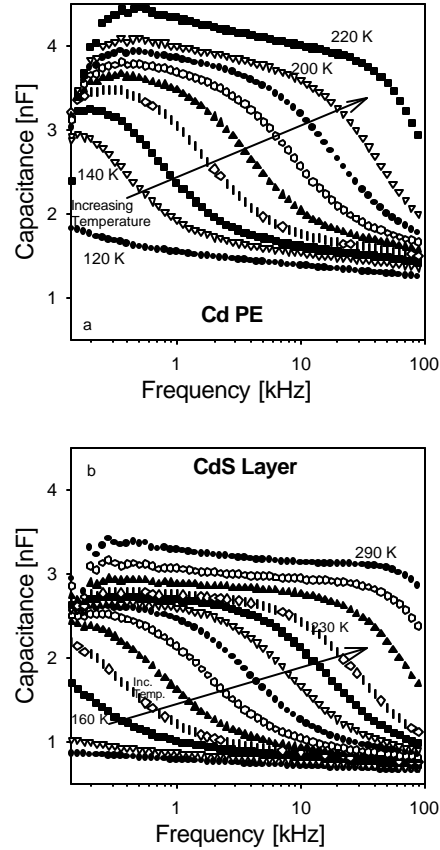 4
3
2
1
Capacitance [nF]
220 K
200 K
140 K
Increasing
Temperature
120 K
a
Cd PE
1
10
100
Frequency [kHz]
b
CdS Layer
4
3
2
1
Capacitance [nF]
290 K
230 K
Inc.
Temp.
160 K
1
10
100
Frequency [kHz]